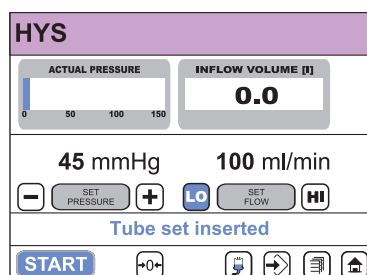 HYS
ACTUAL PRESSURE
0 50 100 150
INFLOW VOLUME [l]
0.0
45 mmHg
100 ml/min
SET PRESSURE
LO
SET FLOW
HI
Tube set inserted
START
→0←